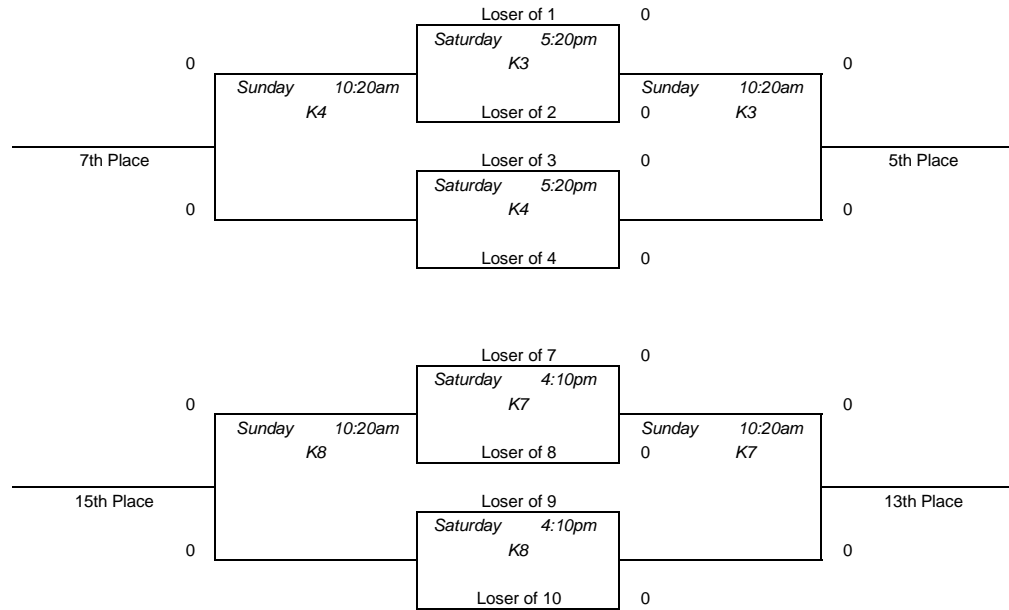 Loser of 1 0
Saturday 5:20pm
0 K3 0
Sunday 10:20am Sunday 10:20am
K4 Loser of 2 0 K3
7th Place Loser of 3 0 5th Place
Saturday 5:20pm
0 K4 0
Loser of 4 0
Loser of 7 0
Saturday 4:10pm
0 K7 0
Sunday 10:20am Sunday 10:20am
K8 Loser of 8 0 K7
15th Place Loser of 9 0 13th Place
Saturday 4:10pm
0 K8 0
Loser of 10 0